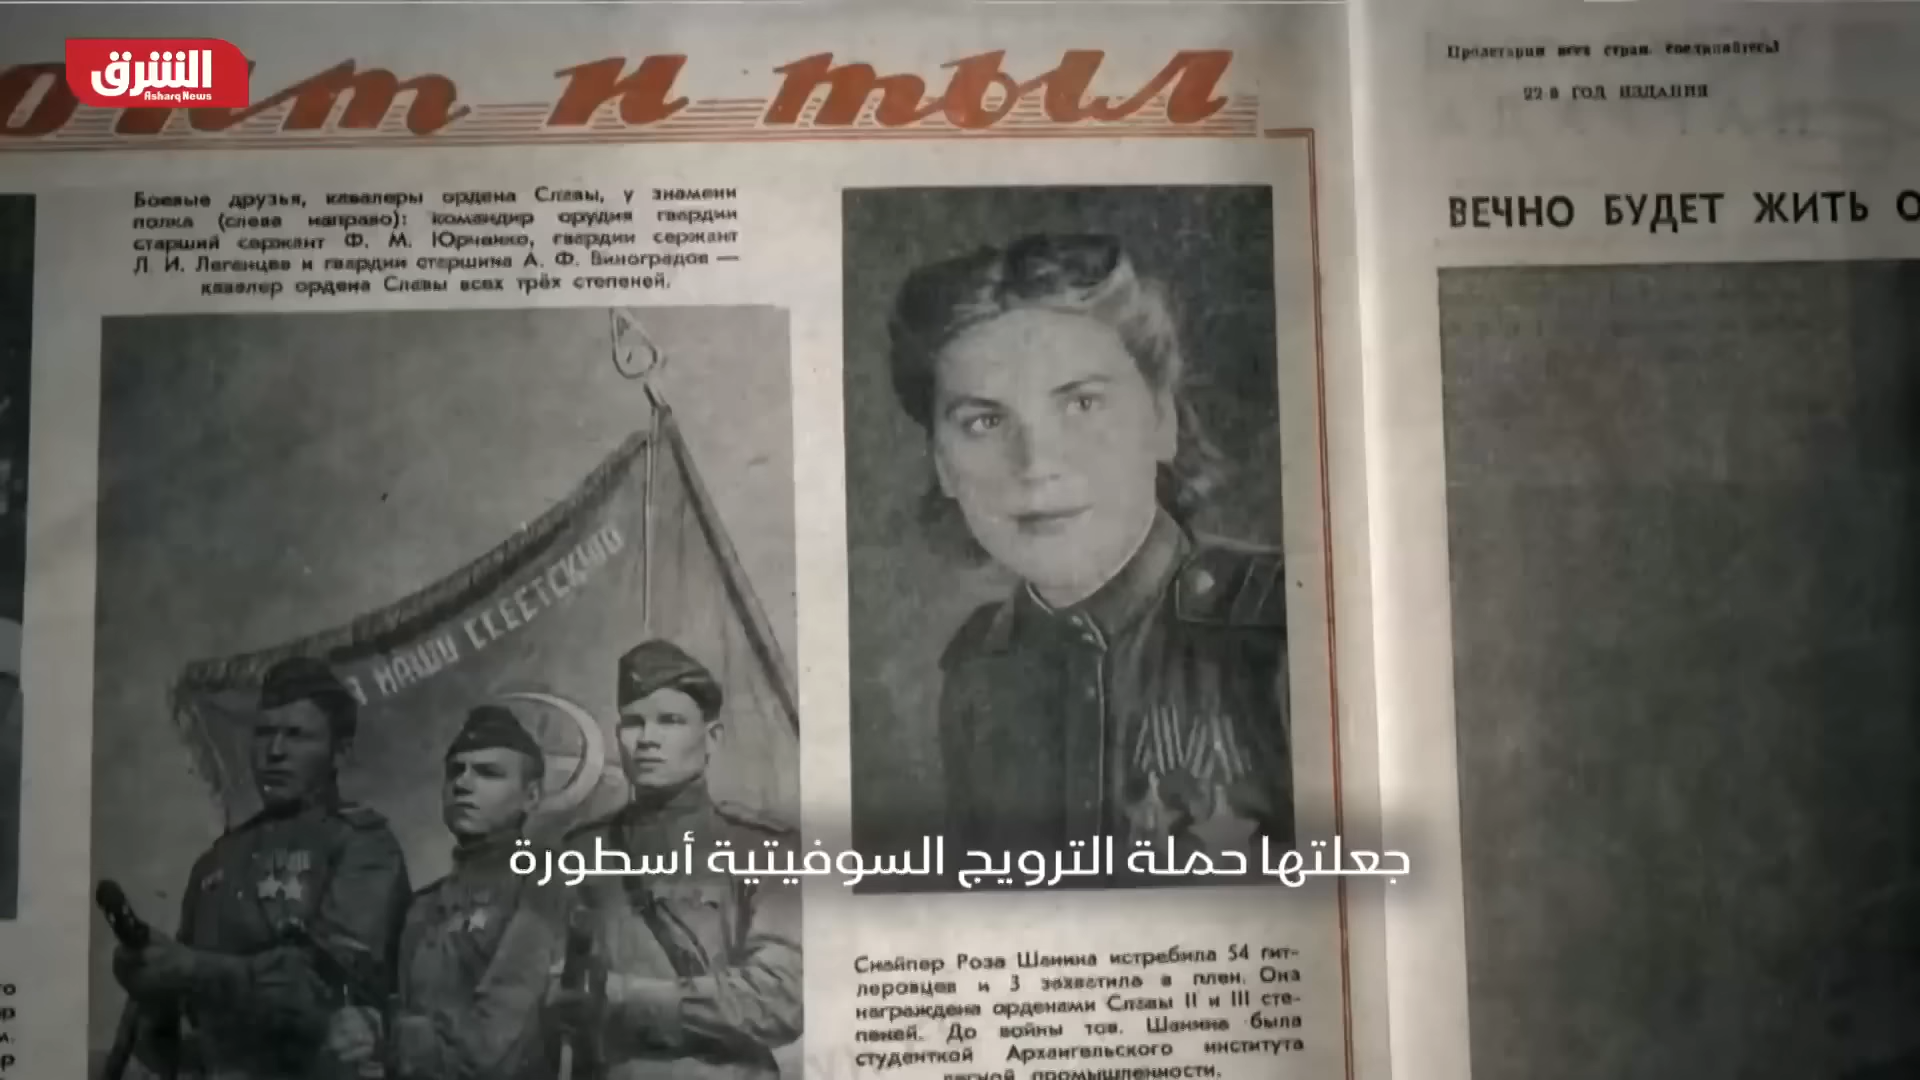 الشرق
Asharq News
и тыл
Боевые друзья, кавалеры ордена Славы, у знамени
полка (слева направо): командир орудия гвардии
старший сержант Ф. М. Юрченко, гвардии сержант
Л. И. Легенцев и гвардии старшина А. Ф. Виноградов —
кавалер ордена Славы всех трёх степеней.
НАШУ СОВЕТСКУЮ
جعلتها حملة الترويج السوفيتية أسطورة
Снайпер Роза Шанина истребила 54 гит-
леровцев и 3 захватила в плен. Она
награждена орденами Славы II и III сте-
пеней. До войны тов. Шанина была
студенткой Архангельского института
лесной промышленности.
Пролетарии всех стран, соединяйтесь!
22-й ГОД ИЗДАНИЯ
ВЕЧНО БУДЕТ ЖИТЬ